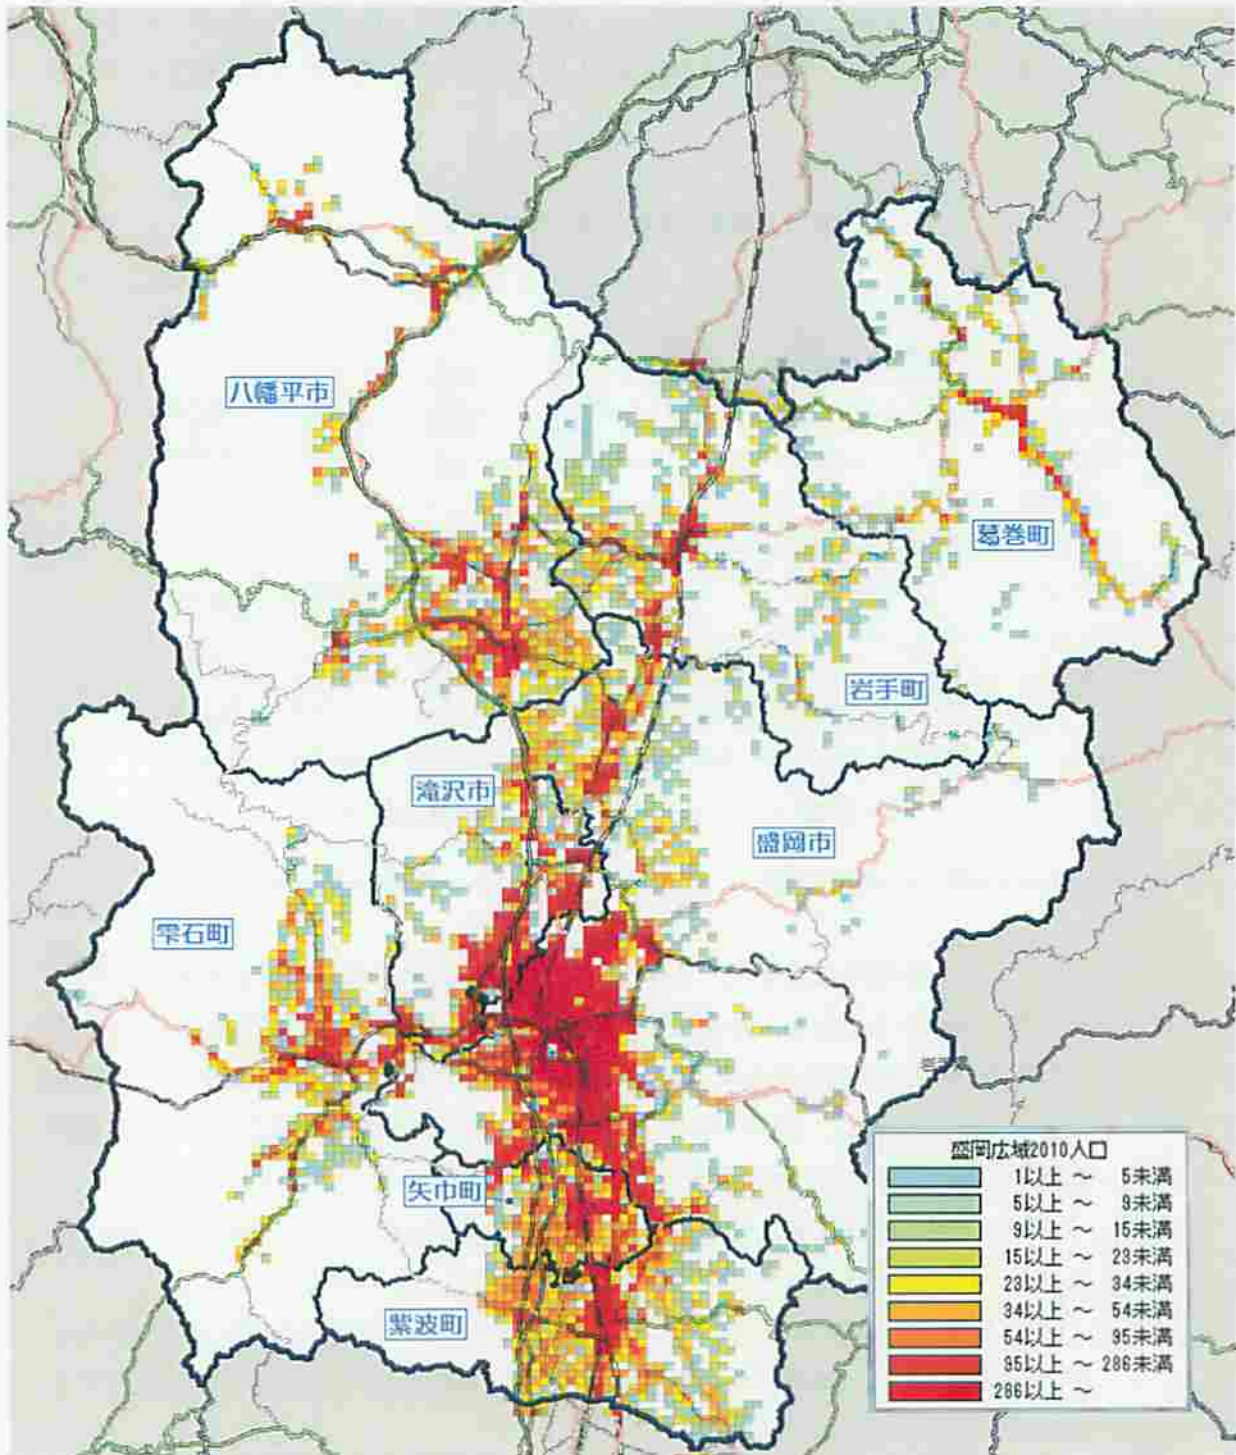 八幡平市
葛巻町
岩手町
滝沢市
盛岡市
雫石町
矢巾町
紫波町
盛岡広域2010人口
1以上 ～ 5未満
5以上 ～ 9未満
9以上 ～ 15未満
15以上 ～ 23未満
23以上 ～ 34未満
34以上 ～ 54未満
54以上 ～ 95未満
95以上 ～ 286未満
286以上 ～